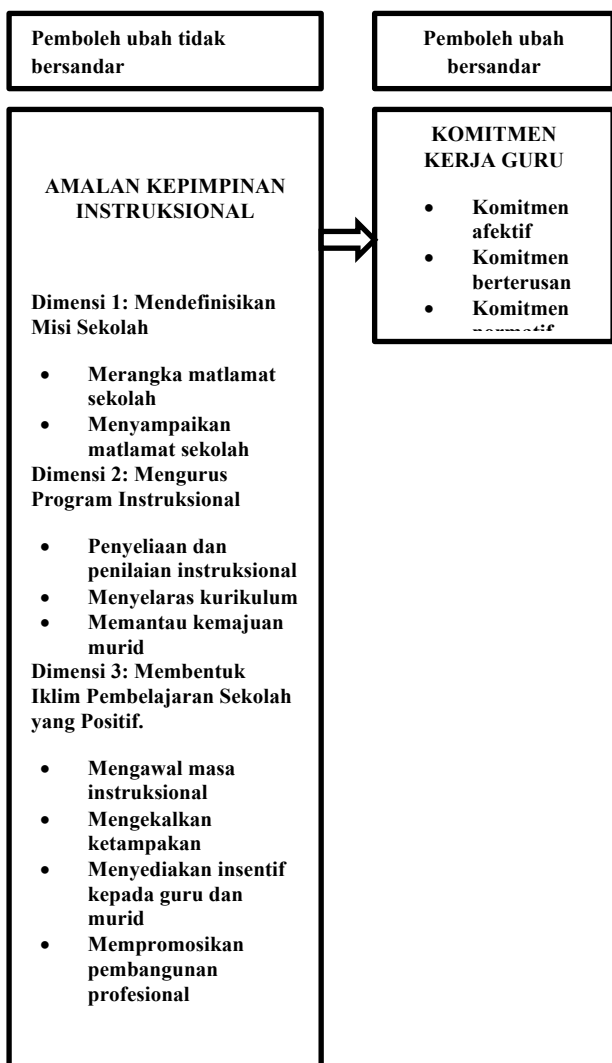 Pemboleh ubah tidak
bersandar
Pemboleh ubah
bersandar
AMALAN KEPIMPINAN
INSTRUKSIONAL
Dimensi 1: Mendefinisikan
Misi Sekolah
• Merangka matlamat
sekolah
• Menyampaikan
matlamat sekolah
Dimensi 2: Mengurus
Program Instruksional
• Penyeliaan dan
penilaian instruksional
• Menyelaras kurikulum
• Memantau kemajuan
murid
Dimensi 3: Membentuk
Iklim Pembelajaran Sekolah
yang Positif.
• Mengawal masa
instruksional
• Mengekalkan
ketampakan
• Menyediakan insentif
kepada guru dan
murid
• Mempromosikan
pembangunan
profesional
KOMITMEN
KERJA GURU
• Komitmen
afektif
• Komitmen
berterusan
• Komitmen